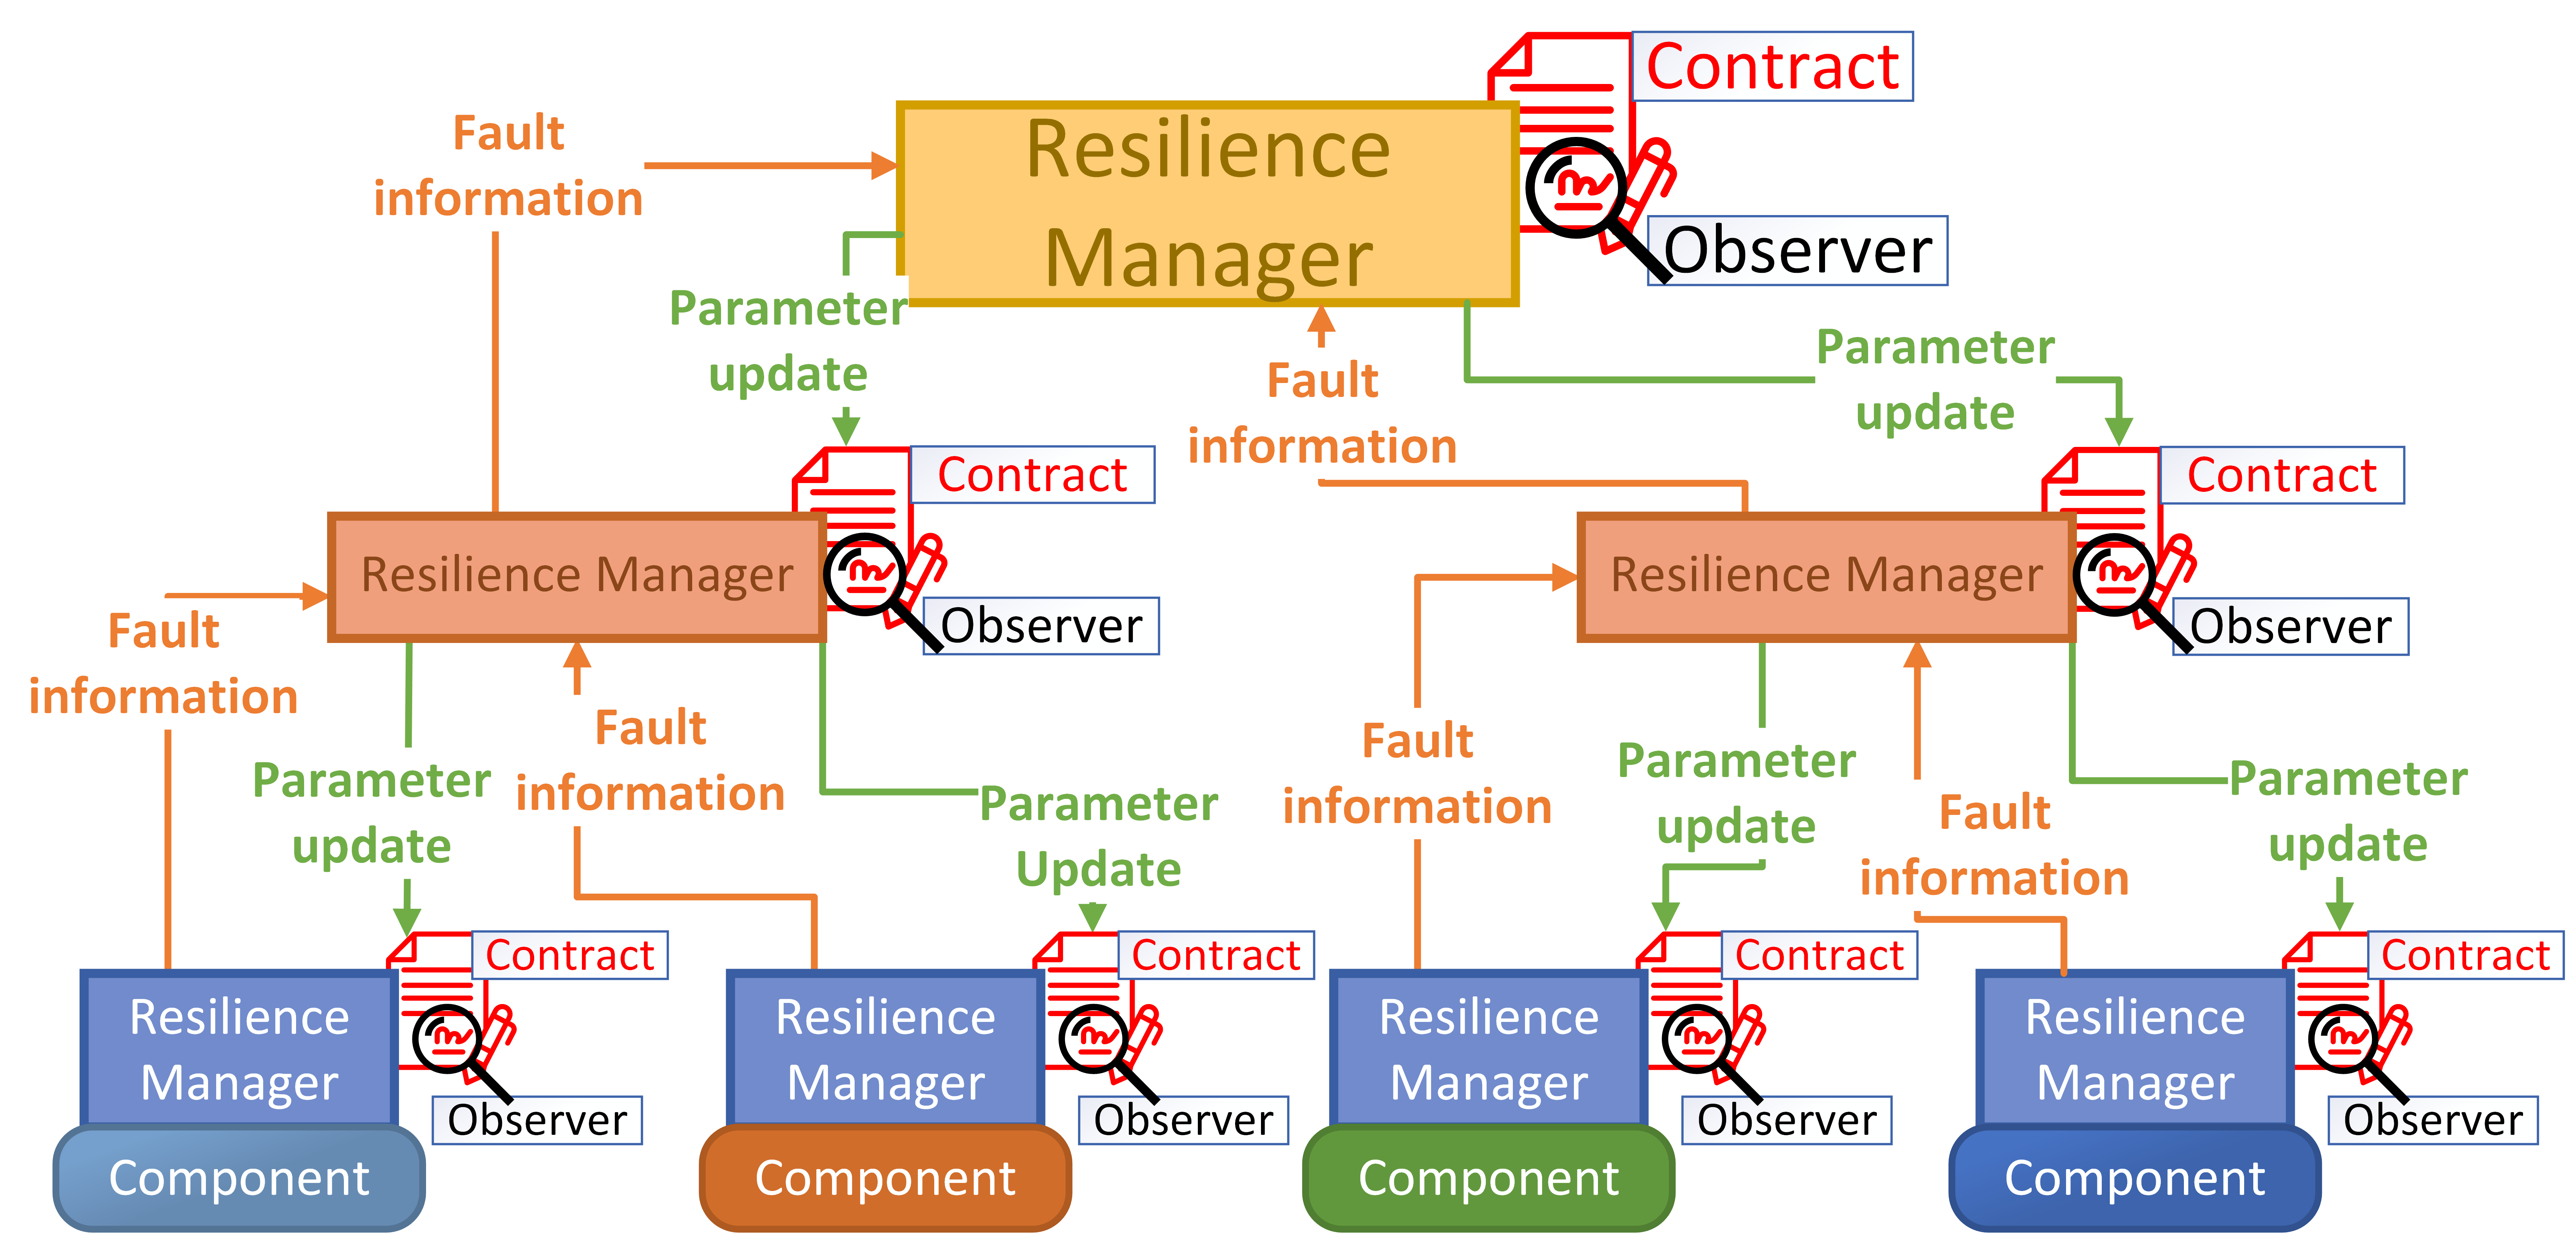 Contract
Fault
information
Resilience
Manager
Observer
Parameter
update
Fault
information
Parameter
update
Contract
Resilience Manager
Observer
Contract
Resilience Manager
Observer
Fault
information
Parameter
update
Fault
information
Parameter
Update
Fault
information
Parameter
update
Fault
information
Parameter
update
Contract
Resilience
Manager
Observer
Component
Contract
Resilience
Manager
Observer
Component
Contract
Resilience
Manager
Observer
Component
Contract
Resilience
Manager
Observer
Component